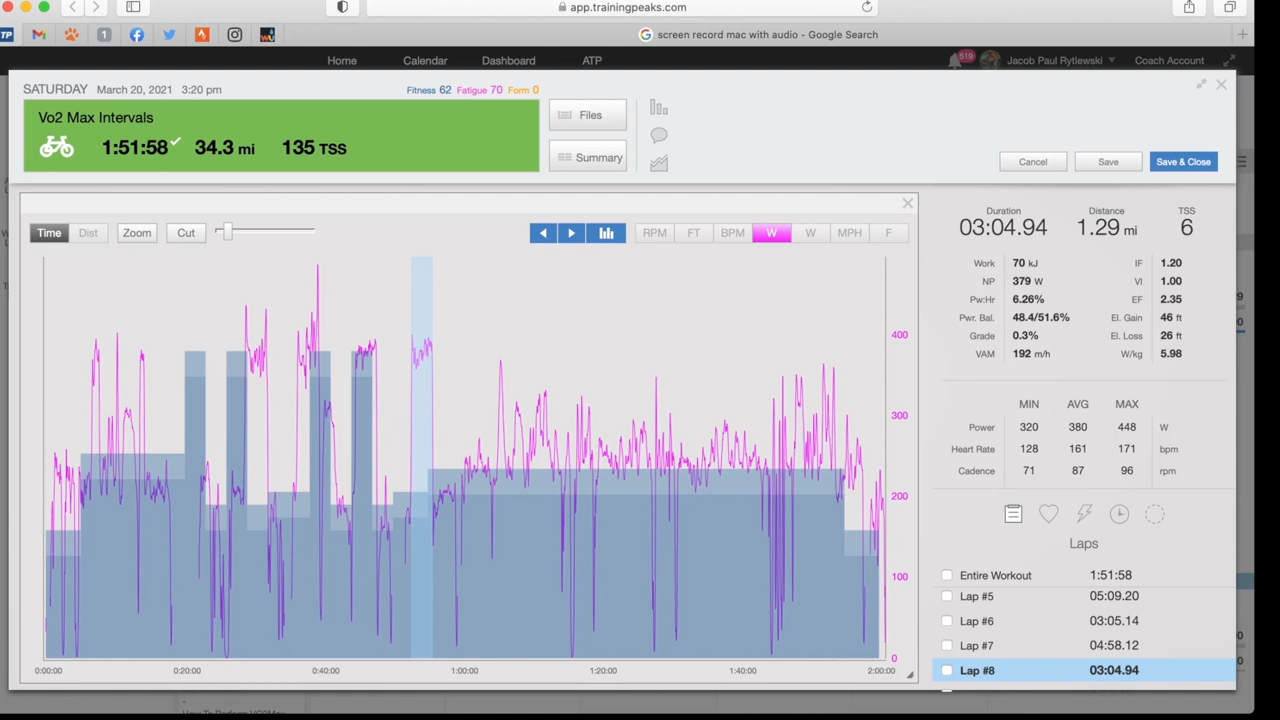 app.trainingpeaks.com
TP
1
screen record mac with audio - Google Search
Home Calendar Dashboard ATP
519 Jacob Paul Rytlewski Coach Account
SATURDAY March 20, 2021 3:20 pm
Fitness 62 Fatigue 70 Form 0
Vo2 Max Intervals
1:51:58 34.3 mi 135 TSS
Files
Summary
Cancel Save Save & Close
Time Dist Zoom Cut
RPM FT BPM W W MPH F
400
300
200
100
0
0:00:00 0:20:00 0:40:00 1:00:00 1:20:00 1:40:00 2:00:00
Duration Distance TSS
03:04.94 1.29 mi 6
Work 70 kJ IF 1.20
NP 379 W VI 1.00
Pw:Hr 6.26% EF 2.35
Pwr. Bal. 48.4/51.6% El. Gain 46 ft
Grade 0.3% El. Loss 26 ft
VAM 192 m/h W/kg 5.98
MIN AVG MAX
Power 320 380 448 W
Heart Rate 128 161 171 bpm
Cadence 71 87 96 rpm
Laps
Entire Workout 1:51:58
Lap #5 05:09.20
Lap #6 03:05.14
Lap #7 04:58.12
Lap #8 03:04.94